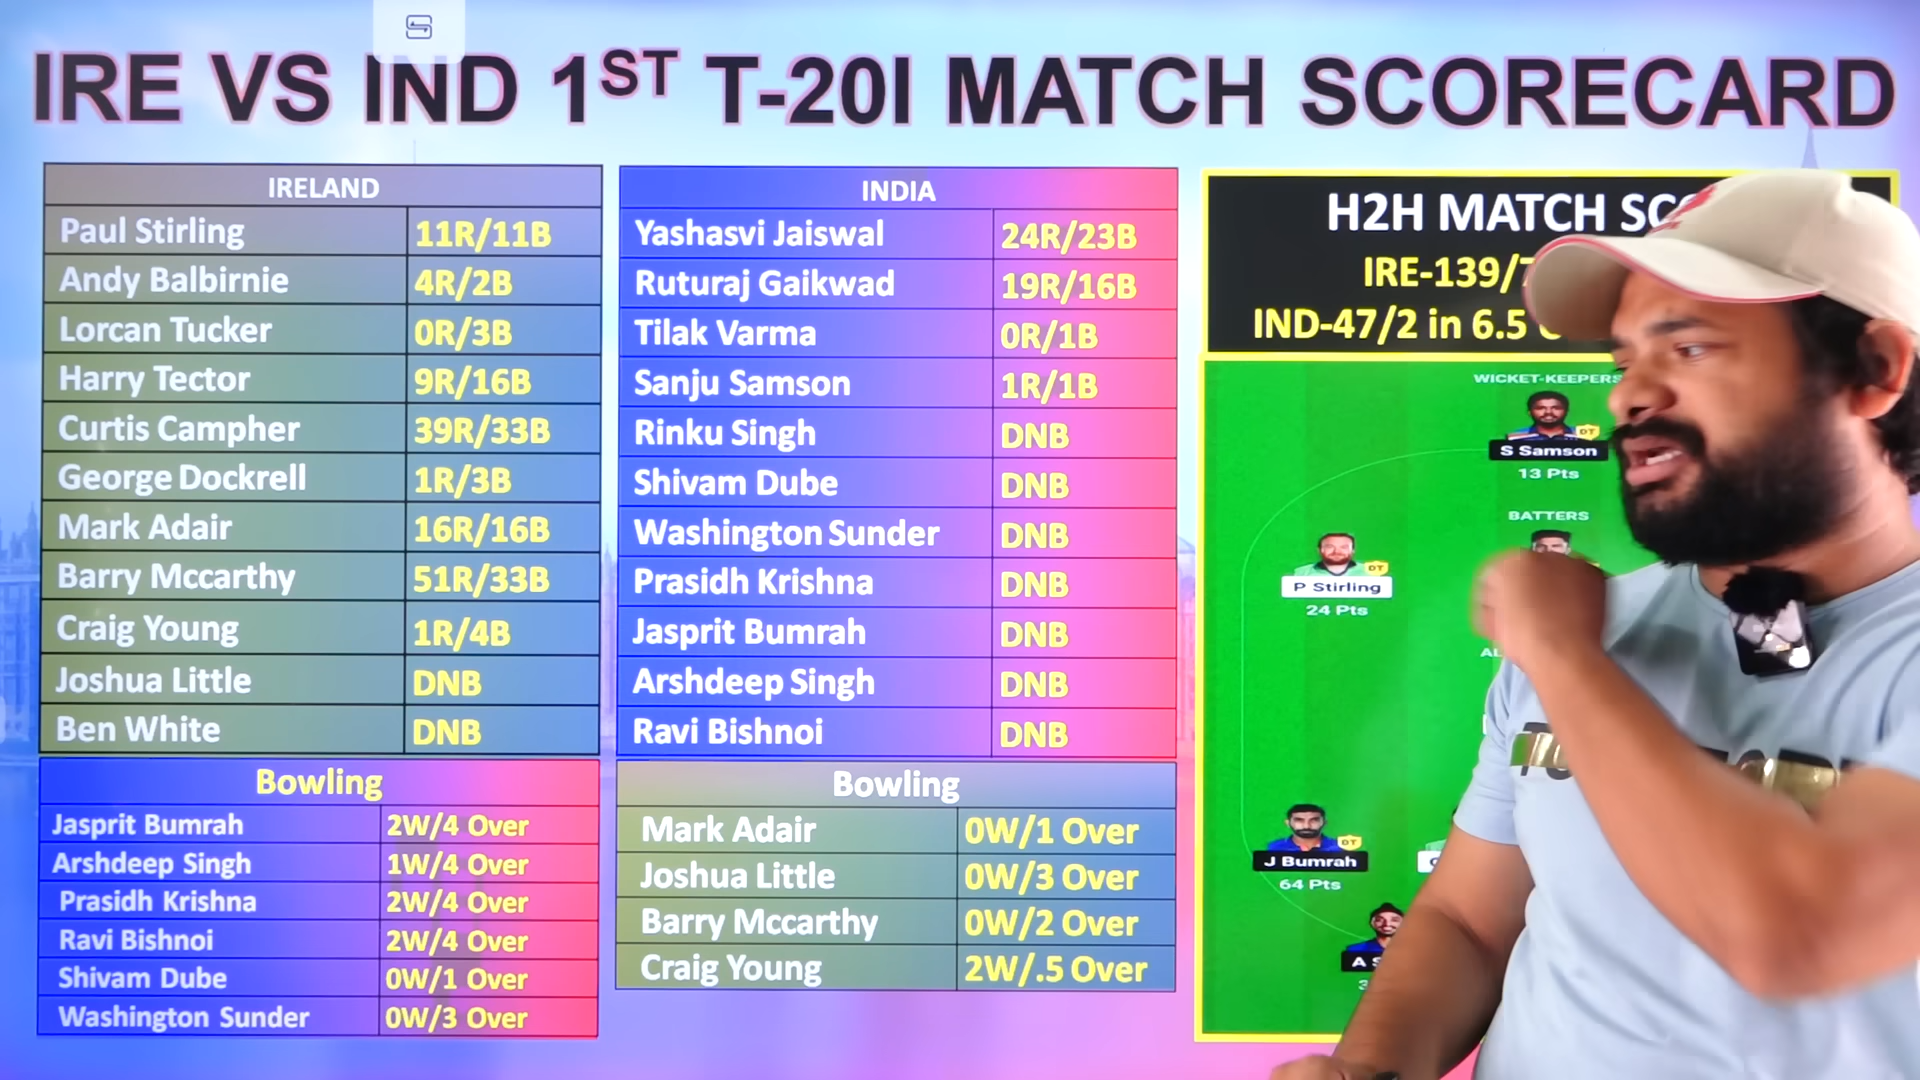 IRE VS IND 1ST T-20I MATCH SCORECARD
IRELAND
Paul Stirling 11R/11B
Andy Balbirnie 4R/2B
Lorcan Tucker 0R/3B
Harry Tector 9R/16B
Curtis Campher 39R/33B
George Dockrell 1R/3B
Mark Adair 16R/16B
Barry Mccarthy 51R/33B
Craig Young 1R/4B
Joshua Little DNB
Ben White DNB
Bowling
Jasprit Bumrah 2W/4 Over
Arshdeep Singh 1W/4 Over
Prasidh Krishna 2W/4 Over
Ravi Bishnoi 2W/4 Over
Shivam Dube 0W/1 Over
Washington Sunder 0W/3 Over
INDIA
Yashasvi Jaiswal 24R/23B
Ruturaj Gaikwad 19R/16B
Tilak Varma 0R/1B
Sanju Samson 1R/1B
Rinku Singh DNB
Shivam Dube DNB
Washington Sunder DNB
Prasidh Krishna DNB
Jasprit Bumrah DNB
Arshdeep Singh DNB
Ravi Bishnoi DNB
Bowling
Mark Adair 0W/1 Over
Joshua Little 0W/3 Over
Barry Mccarthy 0W/2 Over
Craig Young 2W/.5 Over
H2H MATCH
IRE-139/7
IND-47/2 in 6.5
WICKET-KEEPERS
DT
S Samson
13 Pts
BATTERS
DT
P Stirling
24 Pts
DT
J Bumrah
64 Pts